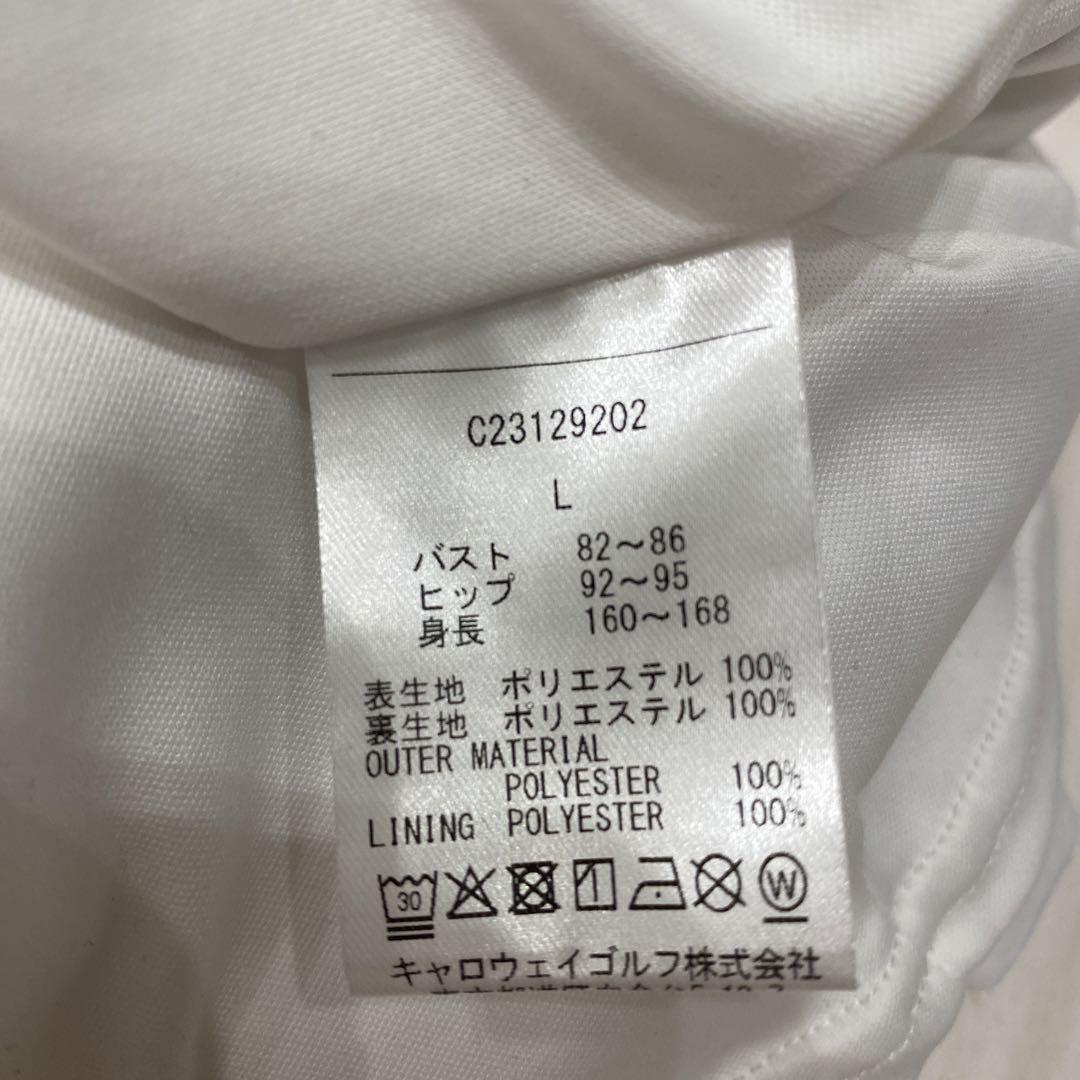 C23129202
L
バスト 82～86
ヒップ 92～95
身長 160～168
表生地 ポリエステル 100%
裏生地 ポリエステル 100%
OUTER MATERIAL
POLYESTER 100%
LINING POLYESTER 100%
30 W
キャロウェイゴルフ株式会社